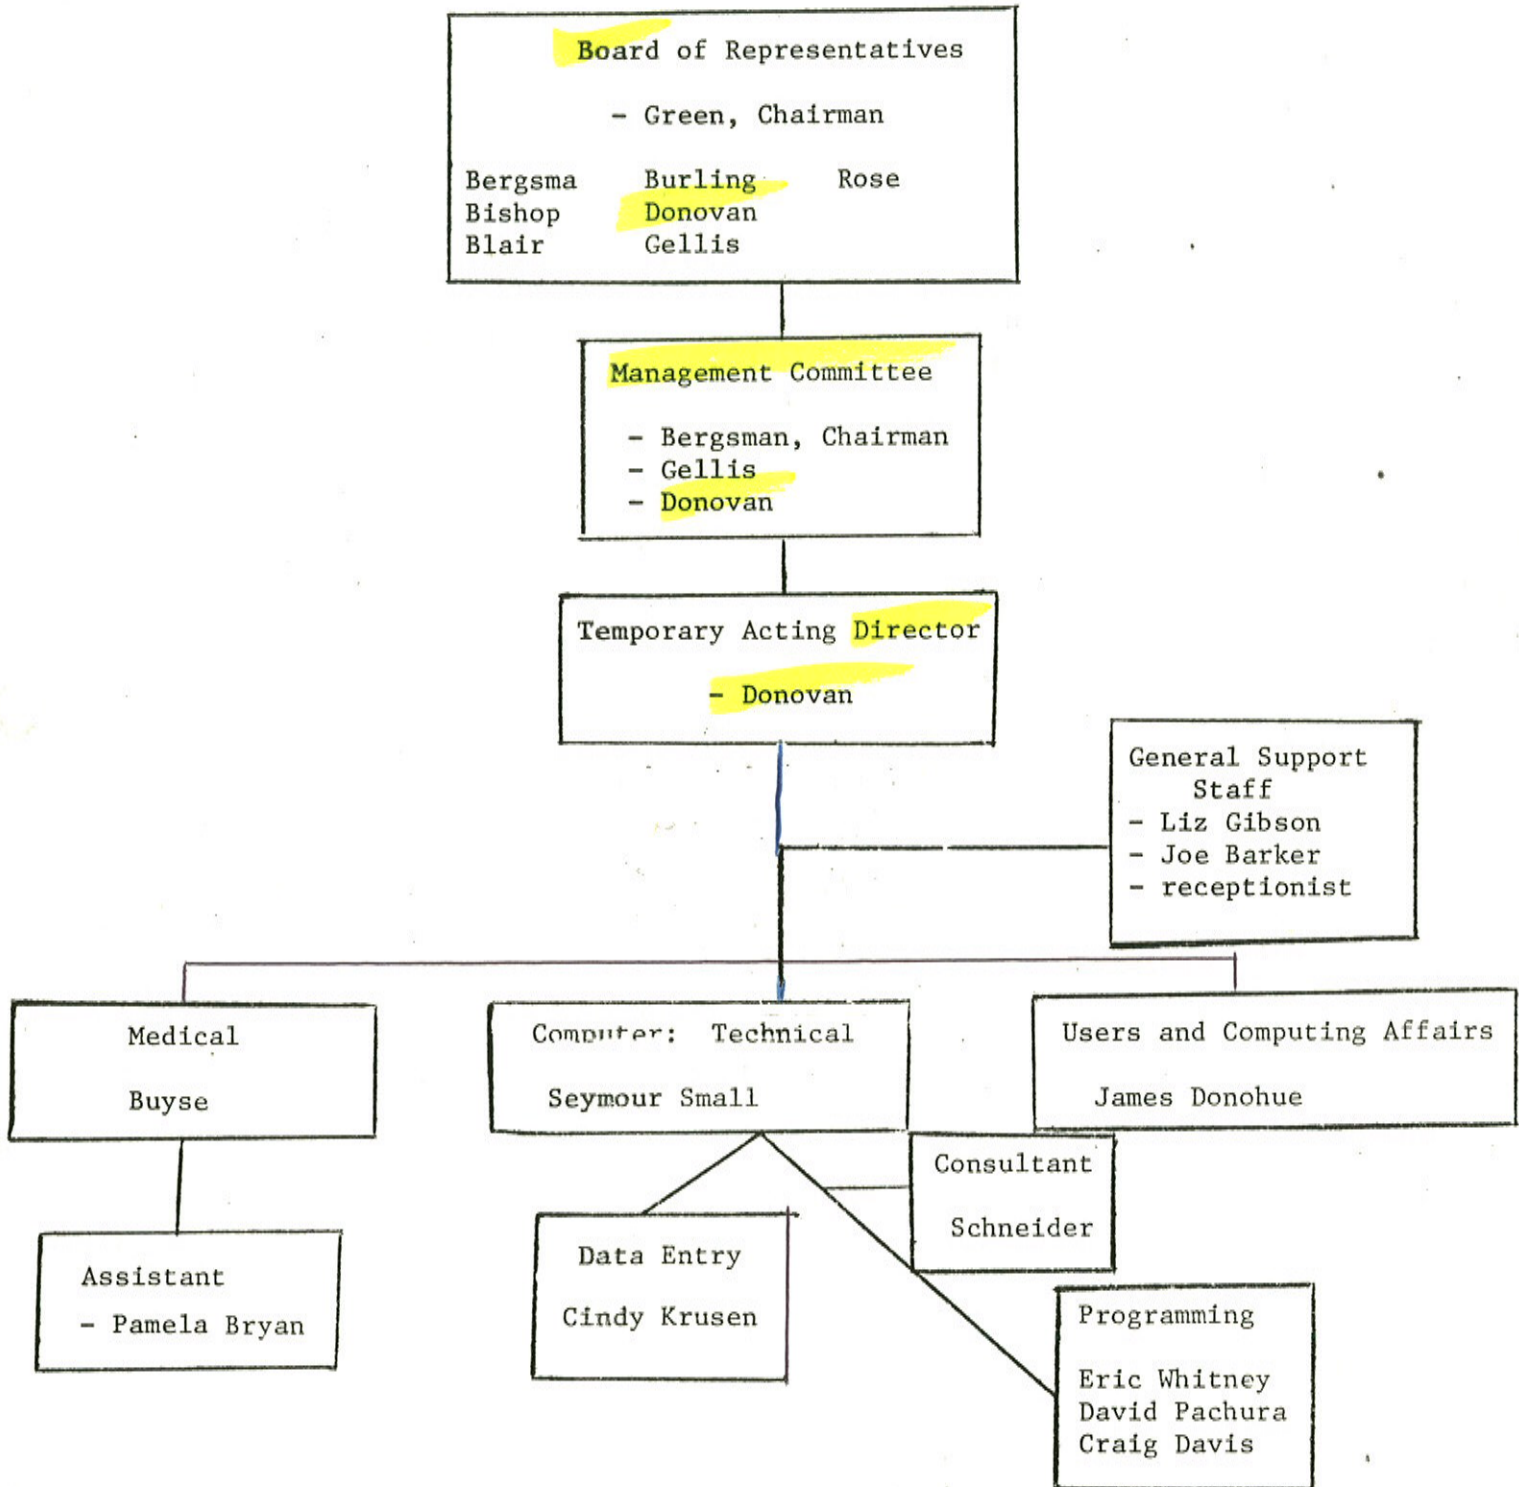 Board of Representatives
- Green, Chairman
Bergsma Burling Rose
Bishop Donovan
Blair Gellis
Management Committee
- Bergsman, Chairman
- Gellis
- Donovan
Temporary Acting Director
- Donovan
General Support
Staff
- Liz Gibson
- Joe Barker
- receptionist
Medical
Buyse
Computer: Technical
Seymour Small
Users and Computing Affairs
James Donohue
Assistant
- Pamela Bryan
Data Entry
Cindy Krusen
Consultant
Schneider
Programming
Eric Whitney
David Pachura
Craig Davis